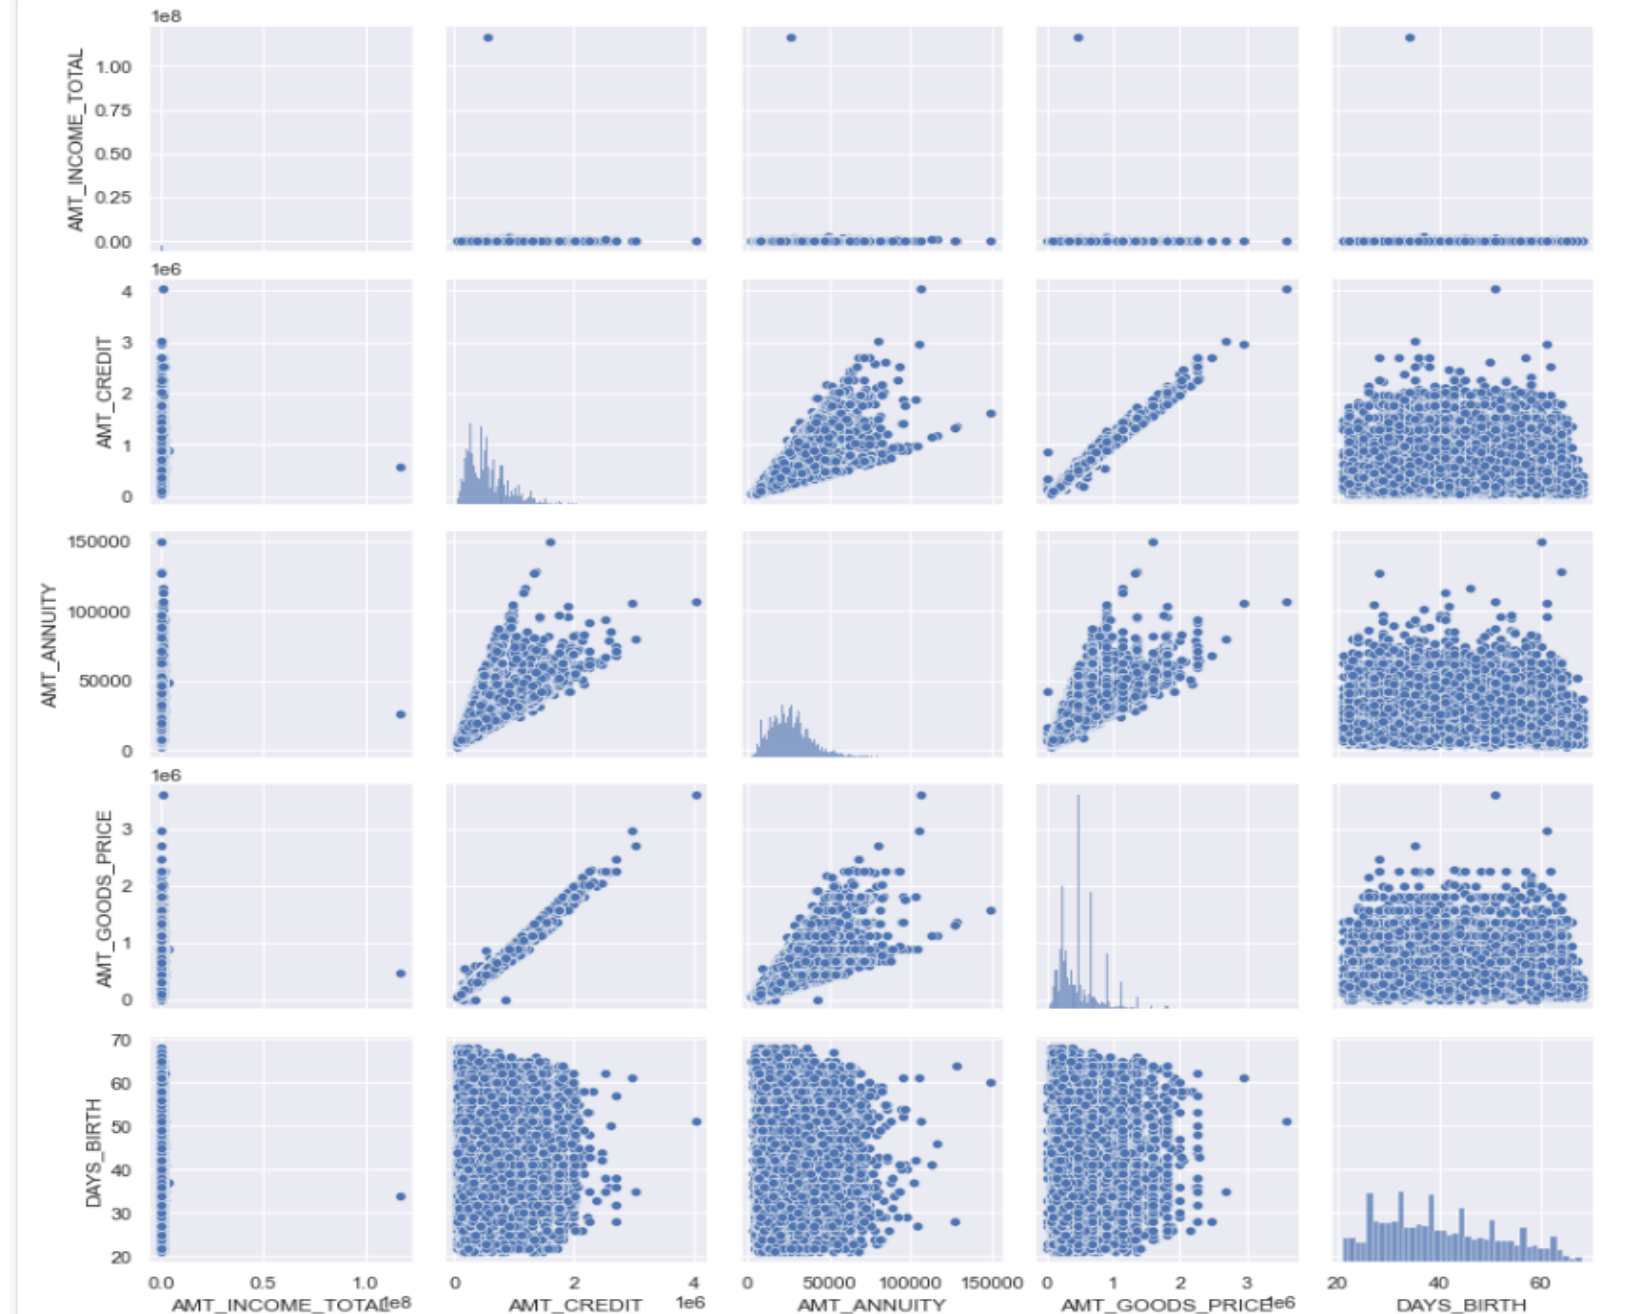 1e8
AMT_INCOME_TOTAL
1.00
0.75
0.50
0.25
0.00
1e6
AMT_CREDIT
4
3
2
1
0
AMT_ANNUITY
150000
100000
50000
0
1e6
AMT_GOODS_PRICE
3
2
1
0
DAYS_BIRTH
70
60
50
40
30
20
0.0 0.5 1.0 0 2 4 0 50000 100000 150000 0 1 2 3 20 40 60
AMT_INCOME_TOTAL 1e8 AMT_CREDIT 1e6 AMT_ANNUITY AMT_GOODS_PRICE 1e6 DAYS_BIRTH